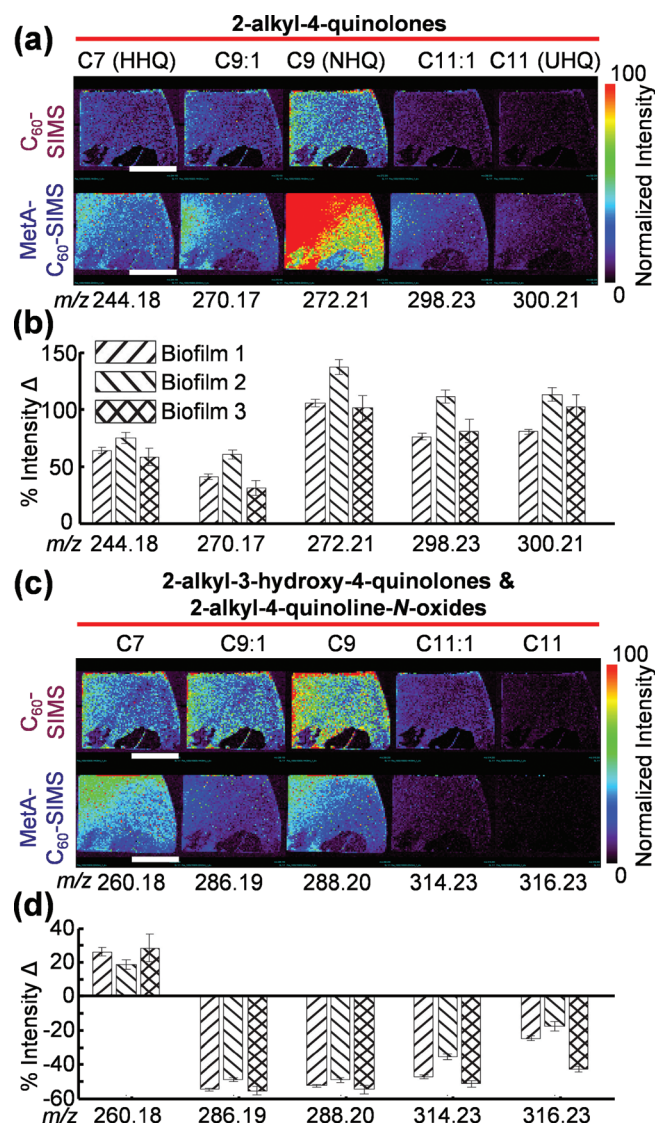 (a)
2-alkyl-4-quinolones
C7 (HHQ) C9:1 C9 (NHQ) C11:1 C11 (UHQ)
C60-
SIMS
MetA-
C60-SIMS
100
Normalized Intensity
0
m/z 244.18 270.17 272.21 298.23 300.21
(b)
150
100
50
0
% Intensity Δ
Biofilm 1
Biofilm 2
Biofilm 3
m/z 244.18 270.17 272.21 298.23 300.21
(c)
2-alkyl-3-hydroxy-4-quinolones &
2-alkyl-4-quinoline-N-oxides
C7 C9:1 C9 C11:1 C11
C60-
SIMS
MetA-
C60-SIMS
100
Normalized Intensity
0
m/z 260.18 286.19 288.20 314.23 316.23
(d)
40
20
0
-20
-40
-60
% Intensity Δ
m/z 260.18 286.19 288.20 314.23 316.23